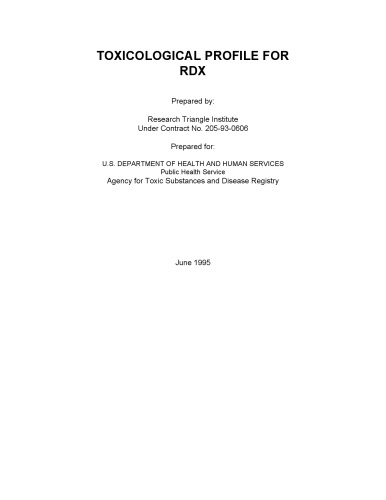 TOXICOLOGICAL PROFILE FOR
RDX
Prepared by:
Research Triangle Institute
Under Contract No. 205-93-0606
Prepared for:
U.S. DEPARTMENT OF HEALTH AND HUMAN SERVICES
Public Health Service
Agency for Toxic Substances and Disease Registry
June 1995